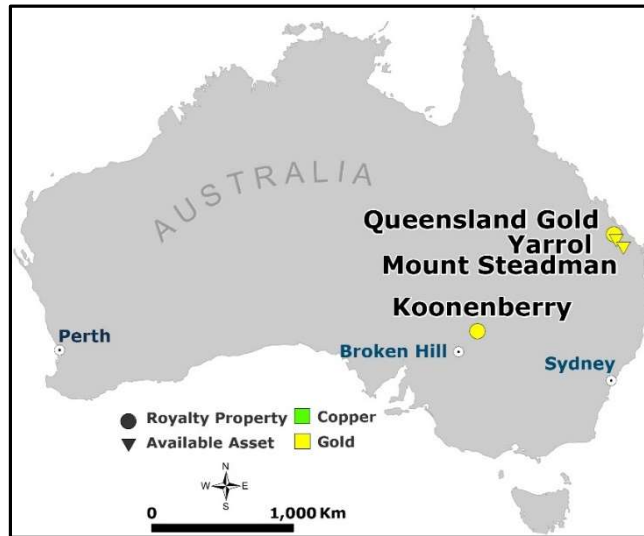 AUSTRALIA
Queensland Gold
Yarrol
Mount Steadman
Koonenberry
Perth
Broken Hill
Sydney
Royalty Property
Copper
Available Asset
Gold
N
W E
S
0 1,000 Km